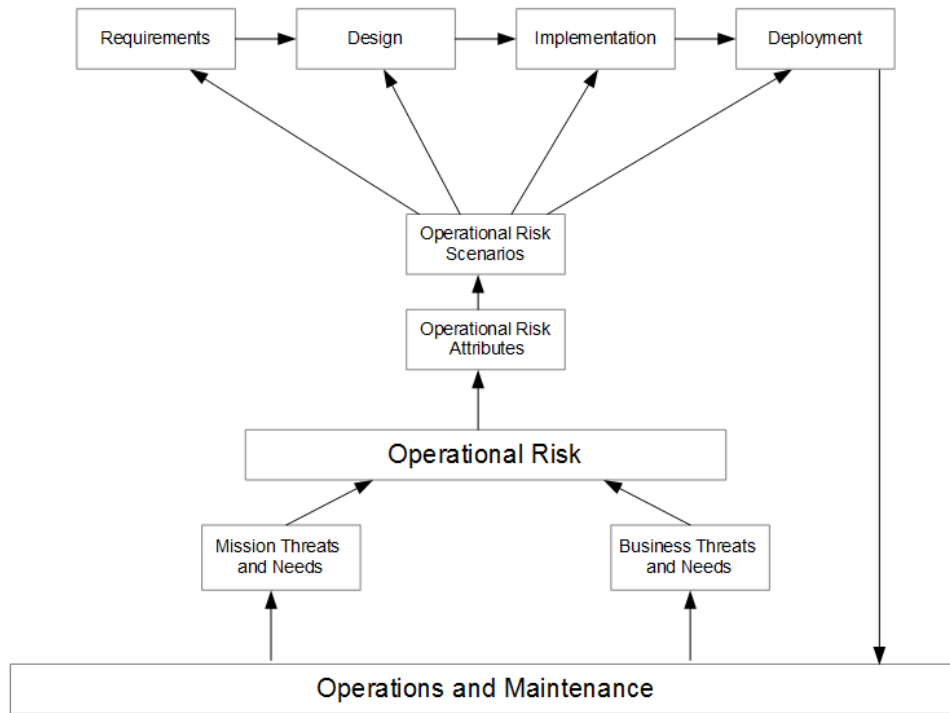 Requirements
Design
Implementation
Deployment
Operational Risk
Scenarios
Operational Risk
Attributes
Operational Risk
Mission Threats
and Needs
Business Threats
and Needs
Operations and Maintenance